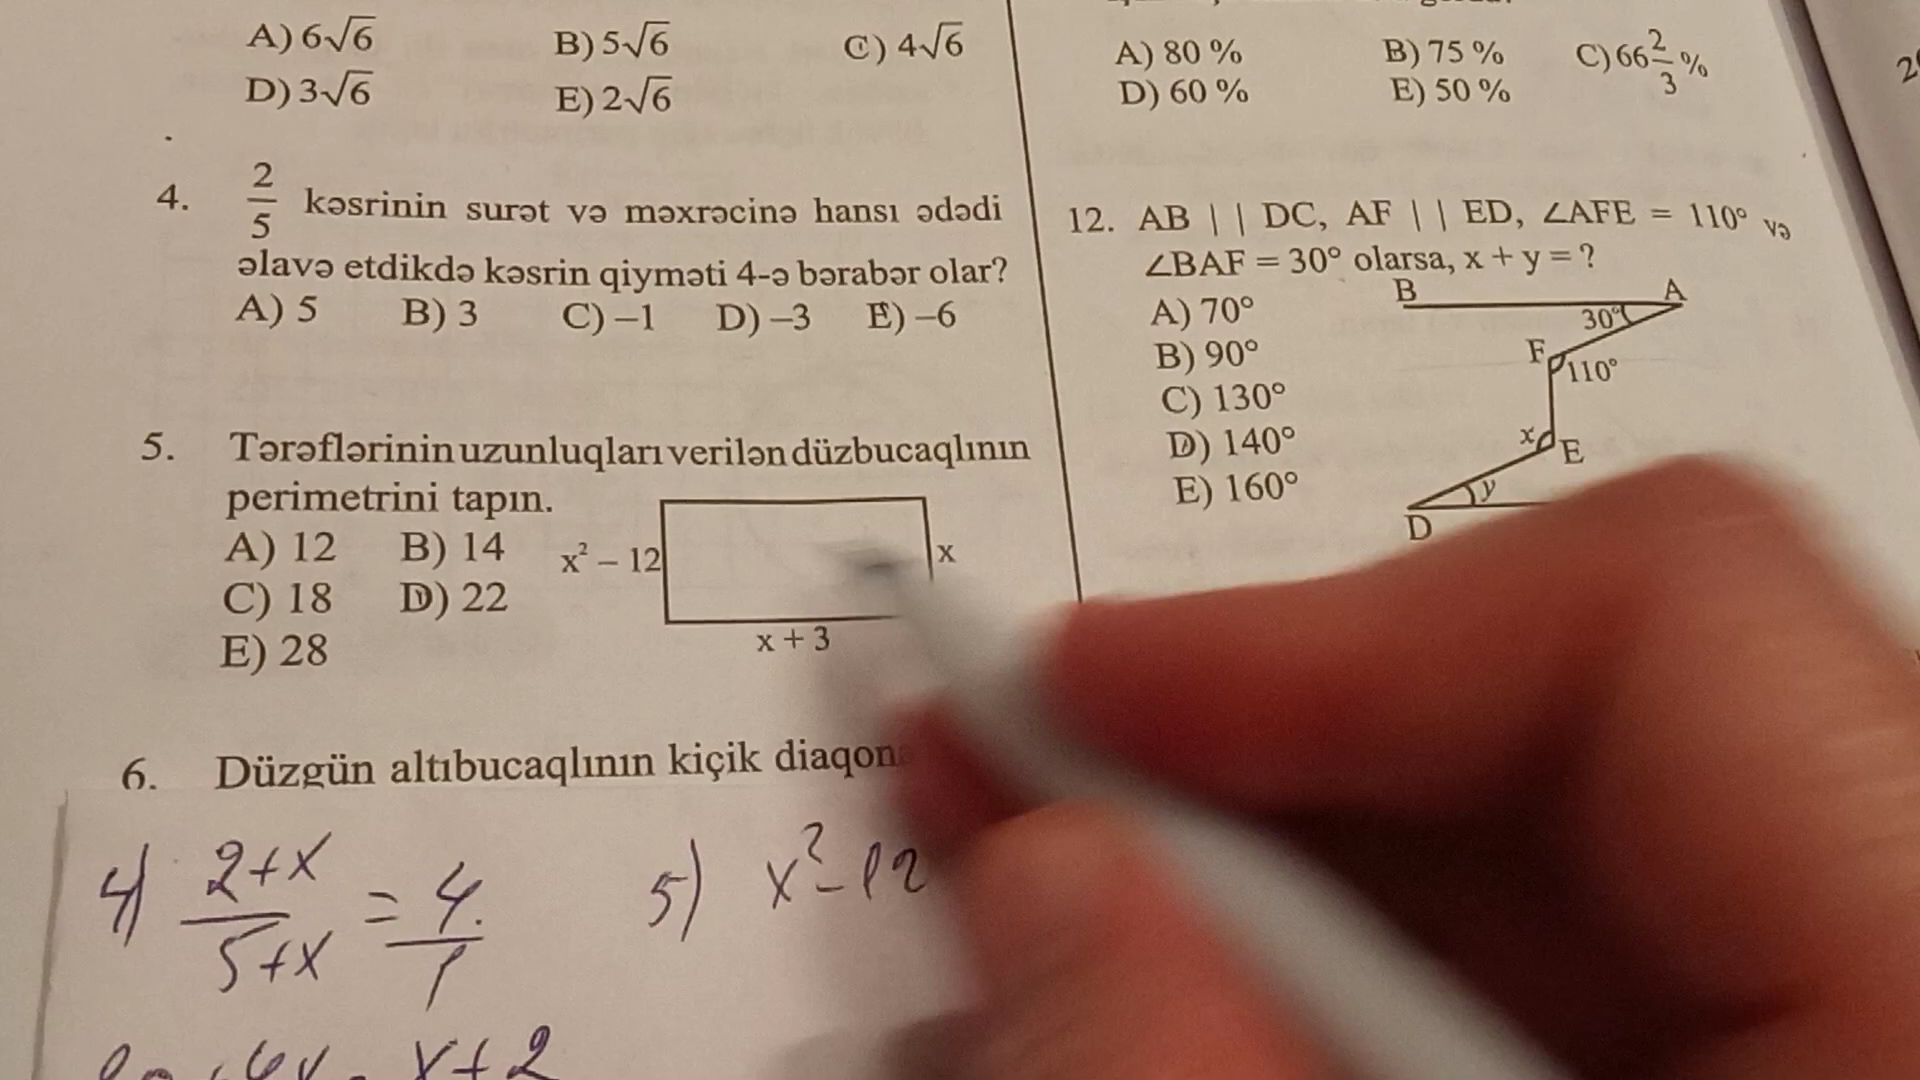 A) 6√6 B) 5√6 C) 4√6
D) 3√6 E) 2√6
4. 2/5 kəsrinin surət və məxrəcinə hansı ədədi
əlavə etdikdə kəsrin qiyməti 4-ə bərabər olar?
A) 5 B) 3 C) –1 D) –3 E) –6
5. Tərəflərinin uzunluqları verilən düzbucaqlının
perimetrini tapın.
A) 12 B) 14
C) 18 D) 22
E) 28
x² – 12
x
x + 3
6. Düzgün altıbucaqlının kiçik
A) 80 % B) 75 % C) 66 2/3 %
D) 60 % E) 50 %
12. AB | | DC, AF | | ED, ∠AFE = 110° və
∠BAF = 30° olarsa, x + y = ?
A) 70°
B) 90°
C) 130°
D) 140°
E) 160°
B A
30°
F
110°
x E
y
D
4) (2+x)/(5+x) = 4/1
5) x²–12
x+2